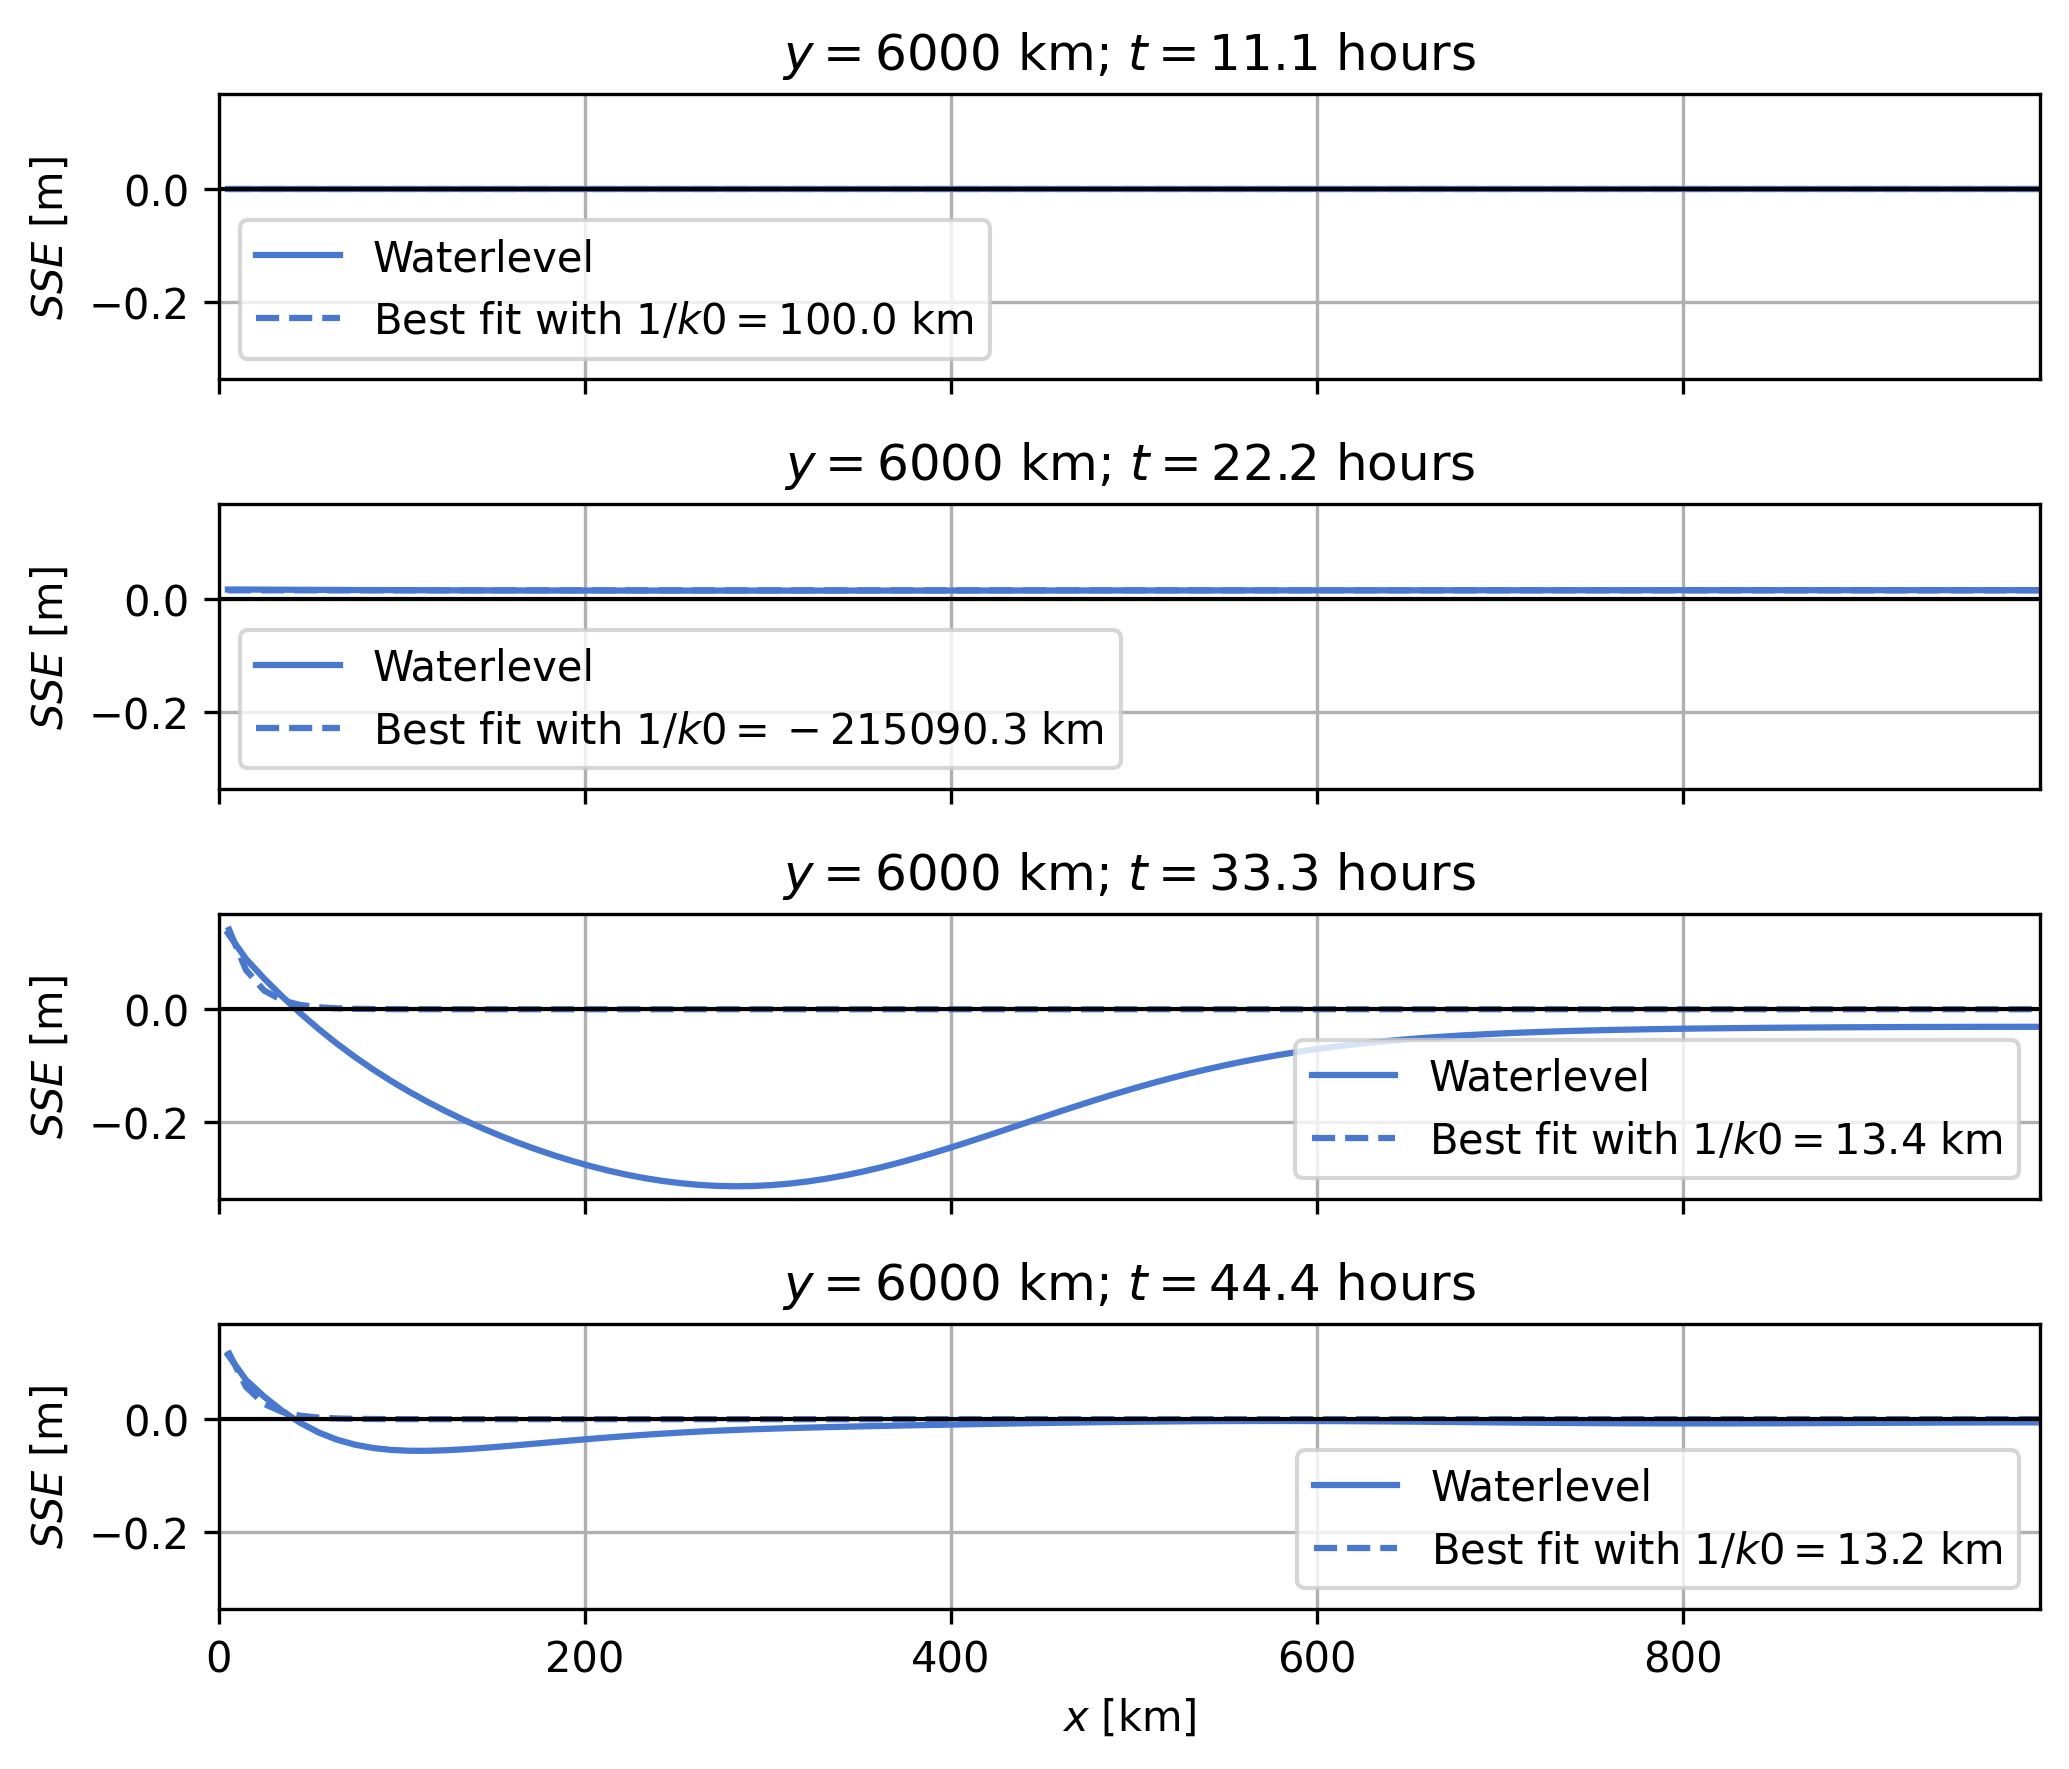 y = 6000 km; t = 11.1 hours
SSE [m]
0.0
−0.2
Waterlevel
Best fit with 1/k0 = 100.0 km
y = 6000 km; t = 22.2 hours
SSE [m]
0.0
−0.2
Waterlevel
Best fit with 1/k0 = −215090.3 km
y = 6000 km; t = 33.3 hours
SSE [m]
0.0
−0.2
Waterlevel
Best fit with 1/k0 = 13.4 km
y = 6000 km; t = 44.4 hours
SSE [m]
0.0
−0.2
Waterlevel
Best fit with 1/k0 = 13.2 km
0 200 400 600 800
x [km]